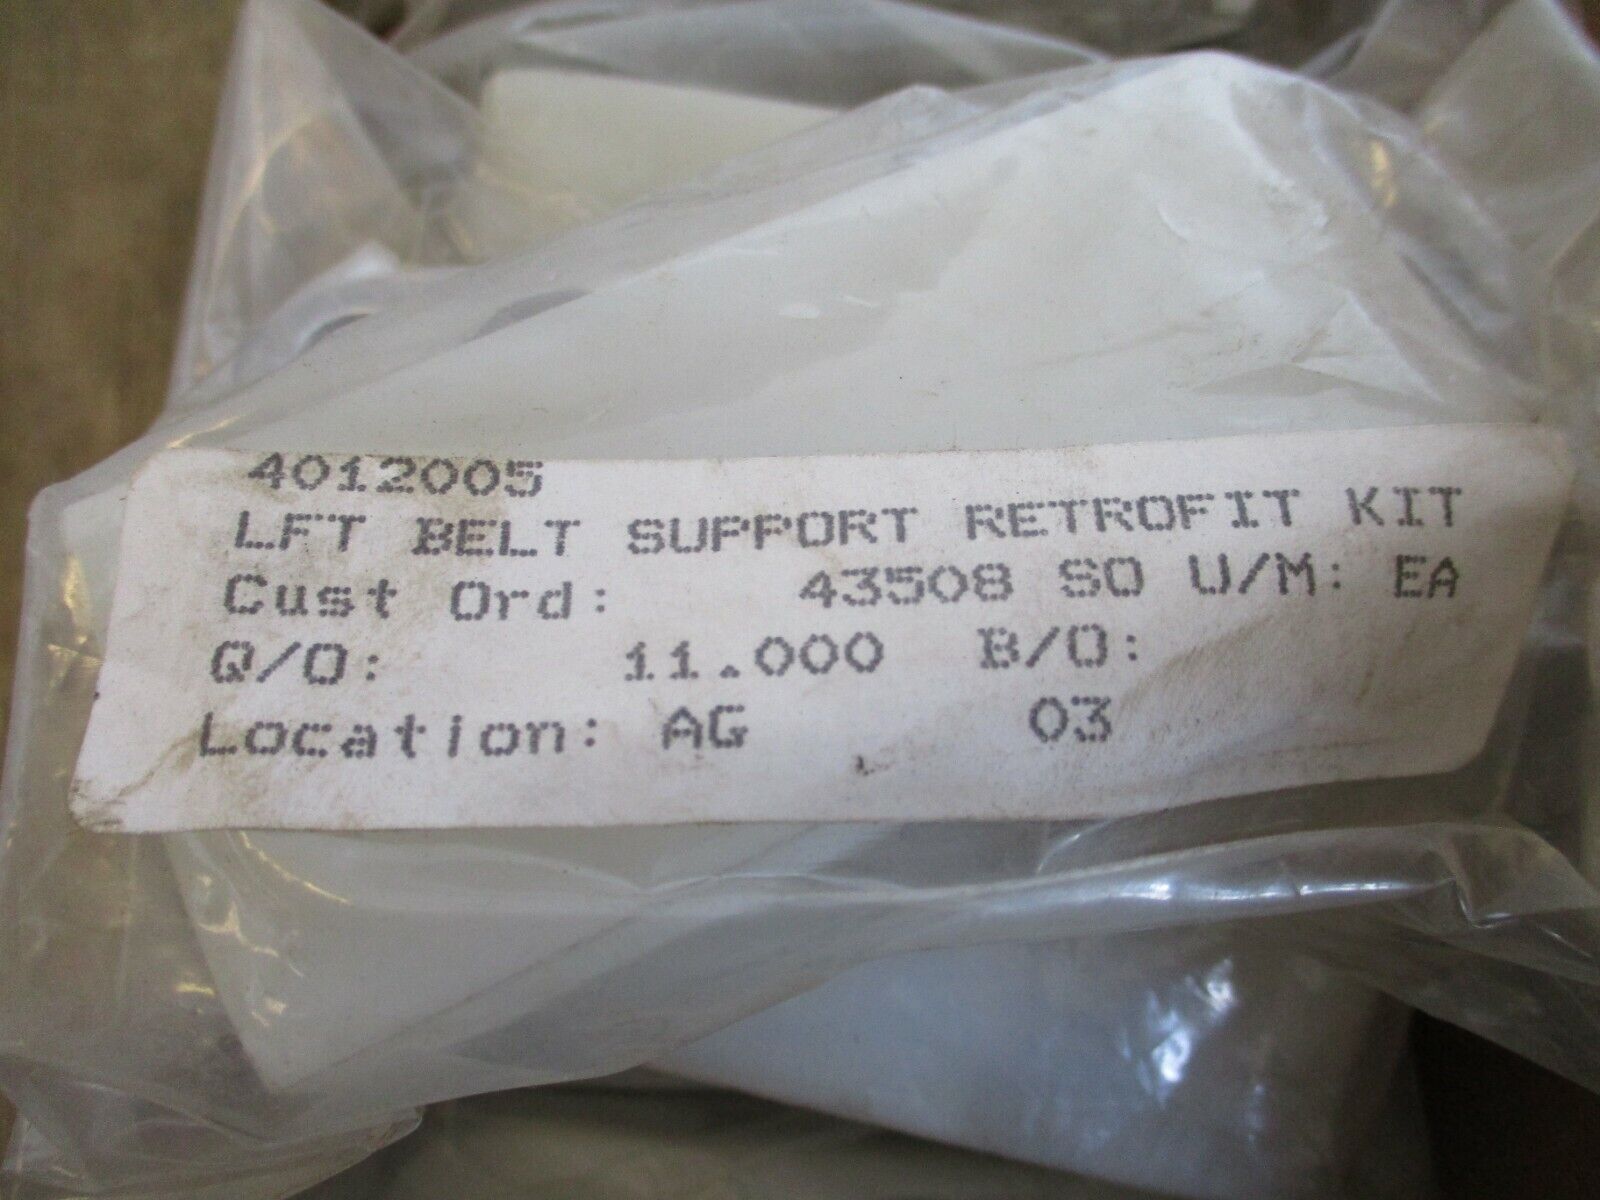 4012005
LFT BELT SUPPORT RETROFIT KIT
Cust Ord: 43508 SO U/M: EA
Q/O: 11.000 B/O:
Location: AG 03